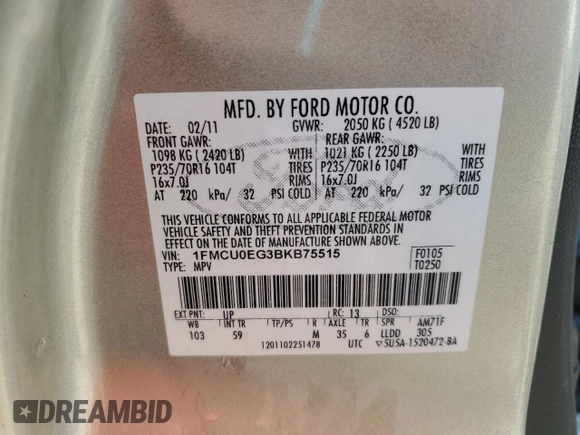 MFD. BY FORD MOTOR CO.
DATE: 02/11 GVWR: 2050 KG ( 4520 LB)
FRONT GAWR: REAR GAWR:
1098 KG ( 2420 LB) WITH 1021 KG ( 2250 LB) WITH
P235/70R16 104T TIRES P235/70R16 104T TIRES
16x7.0J RIMS 16x7.0J RIMS
AT 220 kPa/ 32 PSI COLD AT 220 kPa/ 32 PSI COLD
THIS VEHICLE CONFORMS TO ALL APPLICABLE FEDERAL MOTOR
VEHICLE SAFETY AND THEFT PREVENTION STANDARDS IN EFFECT
ON THE DATE OF MANUFACTURE SHOWN ABOVE.
VIN: 1FMCU0EG3BKB75515 F0105
TYPE: MPV T0250
EXT PNT: UP RC: 13 DSO:
WB INT TR TP/PS R AXLE TR SPR AM71F
103 59 M 35 6 LLDD 305
1201102251478 UTC ▽5U5A-1520472-BA
DREAMBID